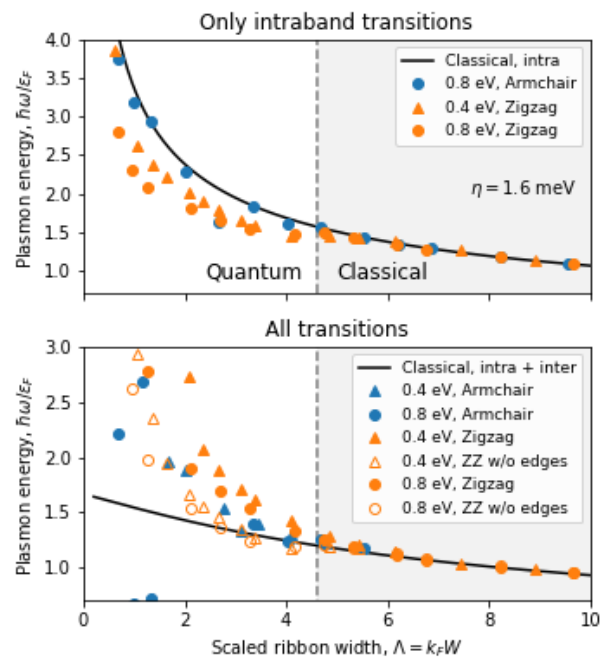 Only intraband transitions
4.0
3.5
3.0
2.5
2.0
1.5
1.0
Plasmon energy, ħω/εF
Classical, intra
0.8 eV, Armchair
0.4 eV, Zigzag
0.8 eV, Zigzag
η = 1.6 meV
Quantum
Classical
All transitions
3.0
2.5
2.0
1.5
1.0
Plasmon energy, ħω/εF
Classical, intra + inter
0.4 eV, Armchair
0.8 eV, Armchair
0.4 eV, Zigzag
0.4 eV, ZZ w/o edges
0.8 eV, Zigzag
0.8 eV, ZZ w/o edges
0 2 4 6 8 10
Scaled ribbon width, Λ = kFW